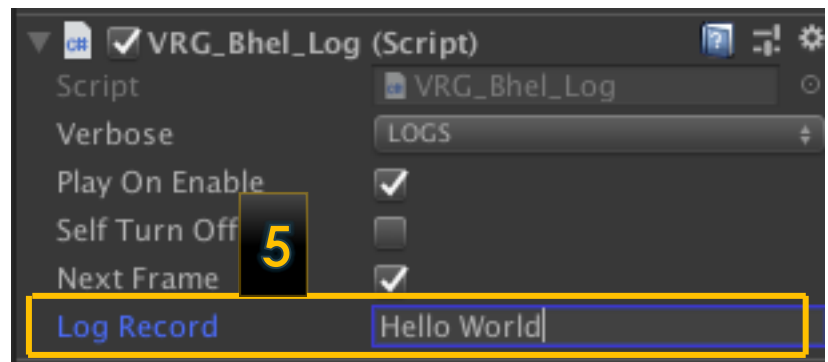 c# VRG_Bhel_Log (Script) ?
Script c# VRG_Bhel_Log
Verbose LOGS
Play On Enable
Self Turn Off
5
Next Frame
Log Record Hello World